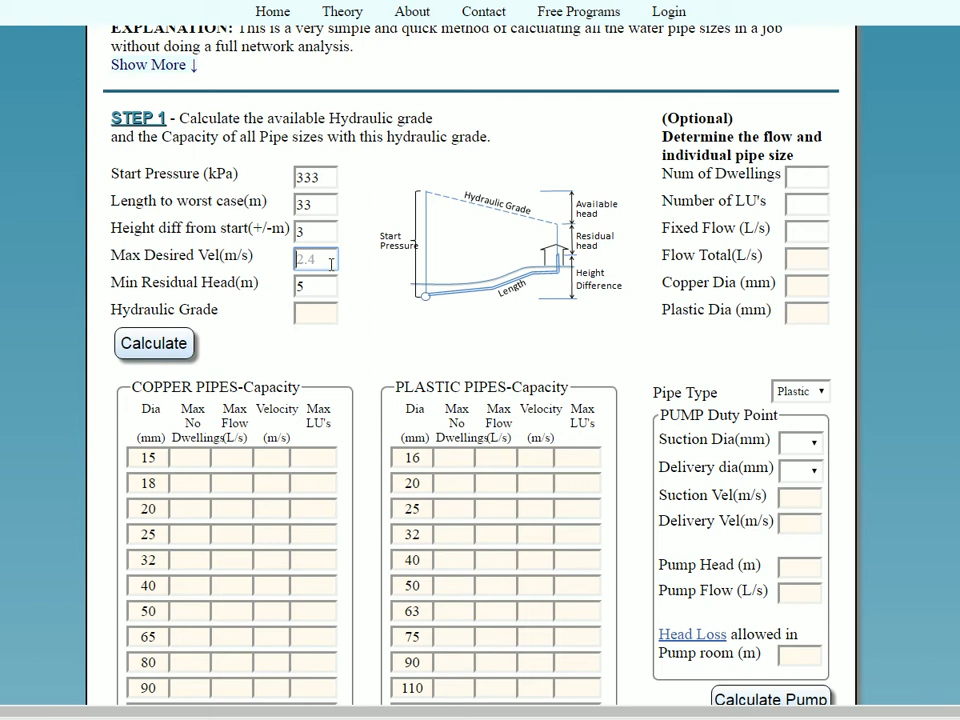 Home Theory About Contact Free Programs Login
EXPLANATION: This is a very simple and quick method of calculating all the water pipe sizes in a job
without doing a full network analysis.
Show More ↓
STEP 1 - Calculate the available Hydraulic grade
and the Capacity of all Pipe sizes with this hydraulic grade.
Start Pressure (kPa) 333
Length to worst case(m) 33
Height diff from start(+/-m) 3
Max Desired Vel(m/s) 2.4
Min Residual Head(m) 5
Hydraulic Grade
Calculate
Hydraulic Grade
Start
Pressure
Available
head
Residual
head
Height
Difference
Length
(Optional)
Determine the flow and
individual pipe size
Num of Dwellings
Number of LU's
Fixed Flow (L/s)
Flow Total(L/s)
Copper Dia (mm)
Plastic Dia (mm)
COPPER PIPES-Capacity
Dia Max Max Velocity Max
No Flow LU's
(mm) Dwellings(L/s) (m/s)
15
18
20
25
32
40
50
65
80
90
PLASTIC PIPES-Capacity
Dia Max Max Velocity Max
No Flow LU's
(mm) Dwellings(L/s) (m/s)
16
20
25
32
40
50
63
75
90
110
Pipe Type Plastic ▼
PUMP Duty Point
Suction Dia(mm) ▼
Delivery dia(mm) ▼
Suction Vel(m/s)
Delivery Vel(m/s)
Pump Head (m)
Pump Flow (L/s)
Head Loss allowed in
Pump room (m)
Calculate Pump